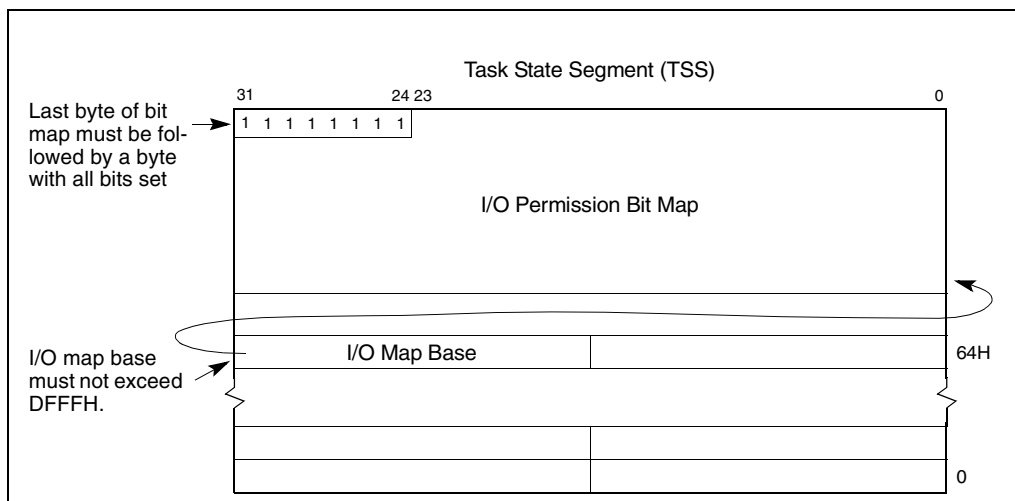 Task State Segment (TSS)
31 24 23 0
Last byte of bit
map must be fol-
lowed by a byte
with all bits set
1 1 1 1 1 1 1 1
I/O Permission Bit Map
I/O map base
must not exceed
DFFFH.
I/O Map Base
64H
0